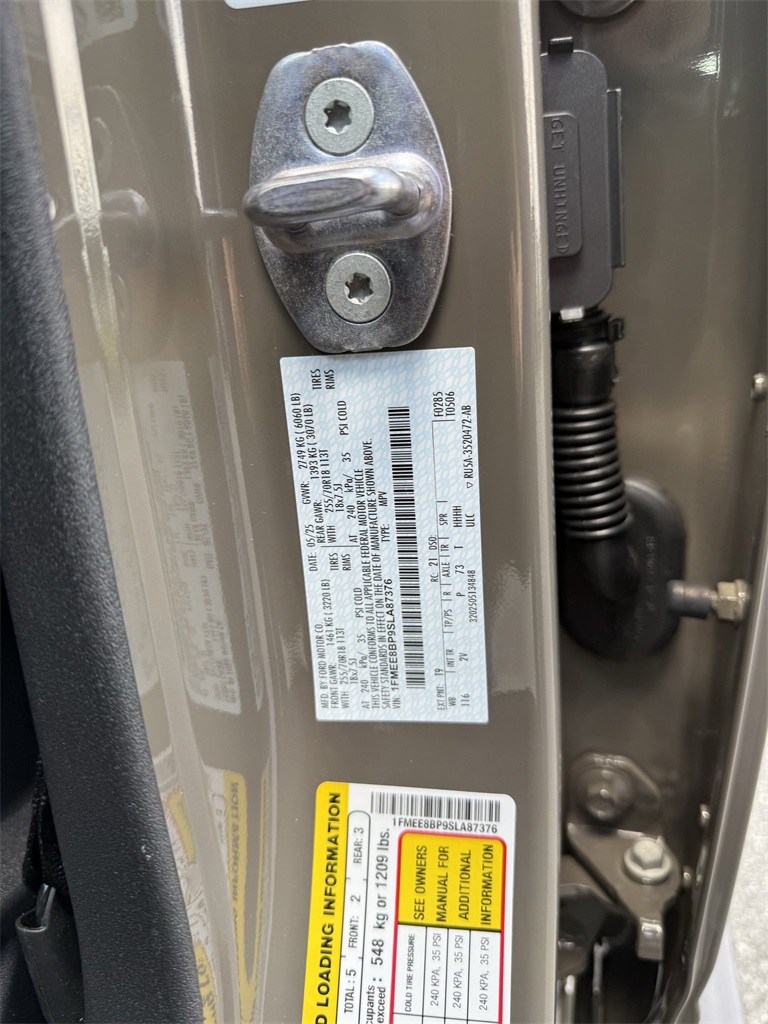 GET UNHINGED
MFD. BY FORD MOTOR CO.
DATE: 05/25
GVWR: 2749 KG ( 6060 LB)
FRONT GAWR: 1461 KG ( 3220 LB)
REAR GAWR: 1393 KG ( 3070 LB)
WITH 255/70R18 113T TIRES
WITH 255/70R18 113T TIRES
18x7.5J RIMS
18x7.5J RIMS
AT 240 kPa/ 35 PSI COLD
AT 240 kPa/ 35 PSI COLD
THIS VEHICLE CONFORMS TO ALL APPLICABLE FEDERAL MOTOR VEHICLE
SAFETY STANDARDS IN EFFECT ON THE DATE OF MANUFACTURE SHOWN ABOVE.
VIN: 1FMEE8BP9SLA87376
TYPE: MPV
F0285
T0506
EXT PNT: T9 RC: 21 DSO:
WB INT TR TP/PS R AXLE TR SPR
116 2V P 73 T HHHH
ULC
3202505134848
▽ RU5A-3520472-AB
D LOADING INFORMATION
TOTAL : 5 FRONT: 2 REAR: 3
cupants
exceed : 548 kg or 1209 lbs.
1FMEE8BP9SLA87376
COLD TIRE PRESSURE
240 KPA, 35 PSI
240 KPA, 35 PSI
240 KPA, 35 PSI
SEE OWNERS
MANUAL FOR
ADDITIONAL
INFORMATION